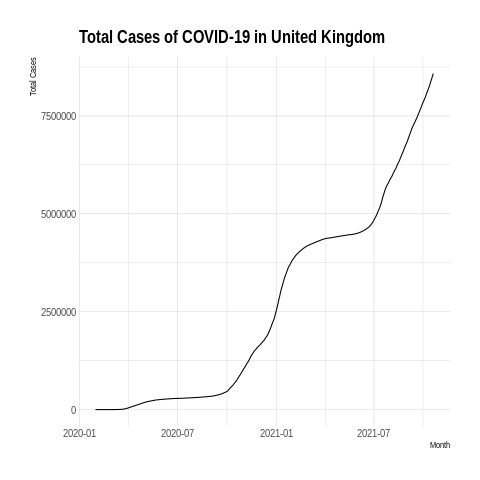 Total Cases of COVID-19 in United Kingdom
Total Cases
7500000
5000000
2500000
0
2020-01 2020-07 2021-01 2021-07
Month